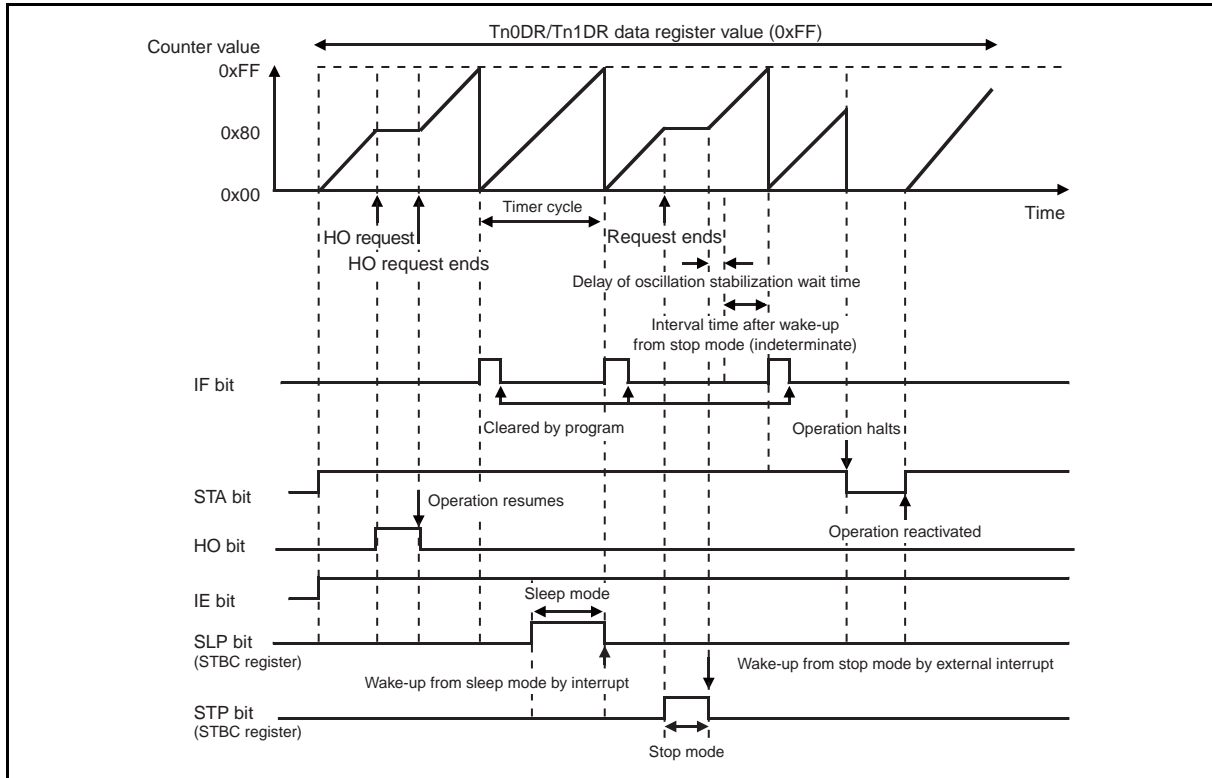 Tn0DR/Tn1DR data register value (0xFF)
Counter value
0xFF
0x80
0x00
Time
Timer cycle
HO request
HO request ends
Request ends
Delay of oscillation stabilization wait time
Interval time after wake-up
from stop mode (indeterminate)
IF bit
Cleared by program
Operation halts
STA bit
Operation resumes
Operation reactivated
HO bit
IE bit
Sleep mode
SLP bit
(STBC register)
Wake-up from sleep mode by interrupt
Wake-up from stop mode by external interrupt
STP bit
(STBC register)
Stop mode